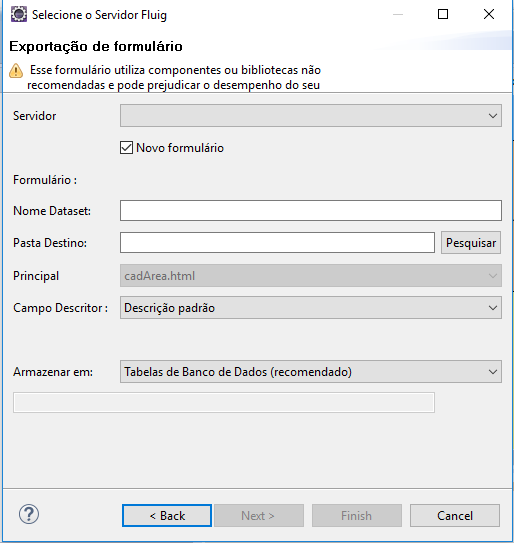 Selecione o Servidor Fluig
Exportação de formulário
Esse formulário utiliza componentes ou bibliotecas não
recomendadas e pode prejudicar o desempenho do seu
Servidor
Novo formulário
Formulário :
Nome Dataset:
Pasta Destino:
Pesquisar
Principal
cadArea.html
Campo Descritor :
Descrição padrão
Armazenar em:
Tabelas de Banco de Dados (recomendado)
?
< Back
Next >
Finish
Cancel